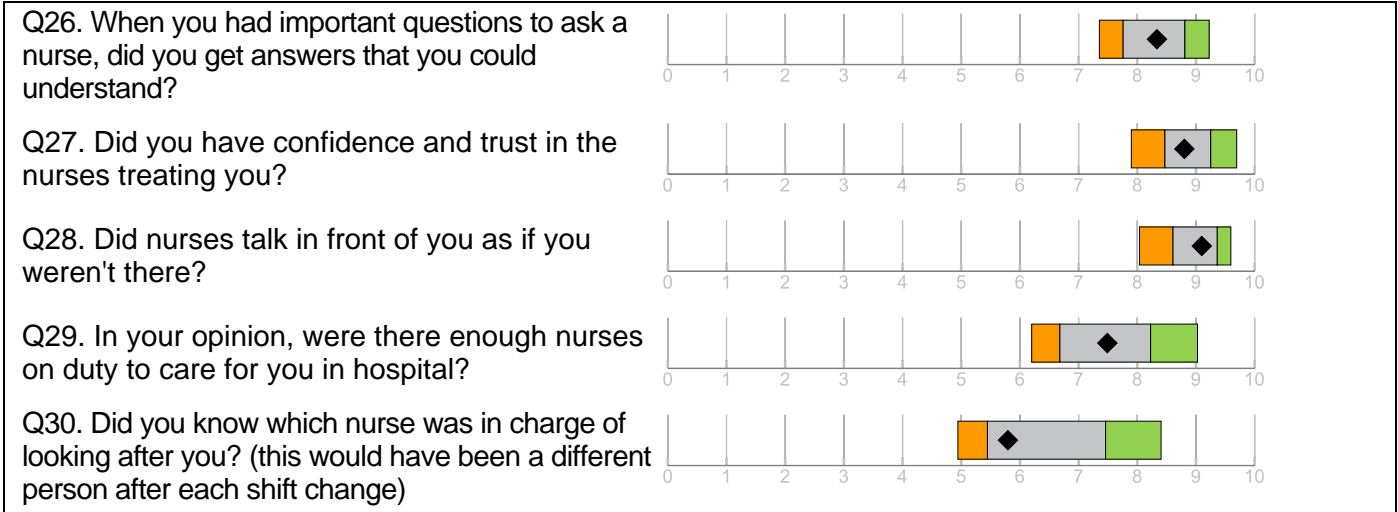 Q26. When you had important questions to ask a
nurse, did you get answers that you could
understand?
0 1 2 3 4 5 6 7 8 9 10
Q27. Did you have confidence and trust in the
nurses treating you?
0 1 2 3 4 5 6 7 8 9 10
Q28. Did nurses talk in front of you as if you
weren't there?
0 1 2 3 4 5 6 7 8 9 10
Q29. In your opinion, were there enough nurses
on duty to care for you in hospital?
0 1 2 3 4 5 6 7 8 9 10
Q30. Did you know which nurse was in charge of
looking after you? (this would have been a different
person after each shift change)
0 1 2 3 4 5 6 7 8 9 10